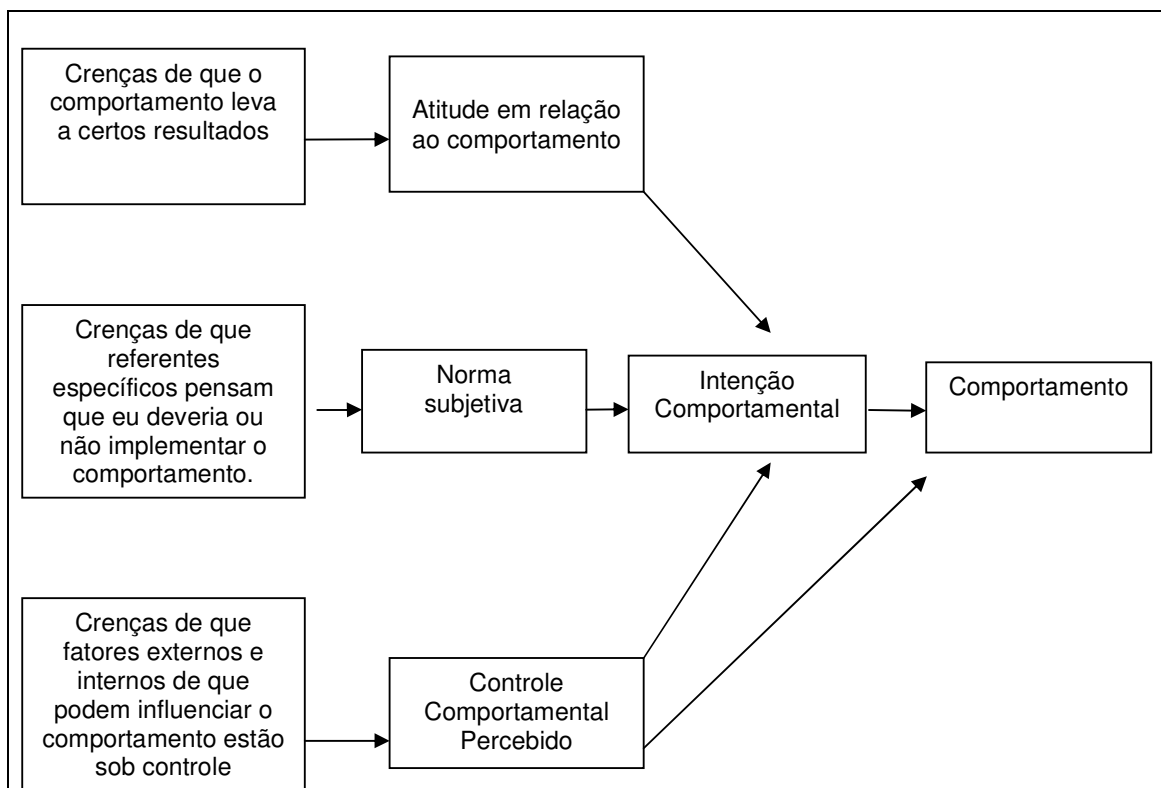 Crenças de que o
comportamento leva
a certos resultados
Atitude em relação
ao comportamento
Crenças de que
referentes
específicos pensam
que eu deveria ou
não implementar o
comportamento.
Norma
subjetiva
Intenção
Comportamental
Comportamento
Crenças de que
fatores externos e
internos de que
podem influenciar o
comportamento estão
sob controle
Controle
Comportamental
Percebido